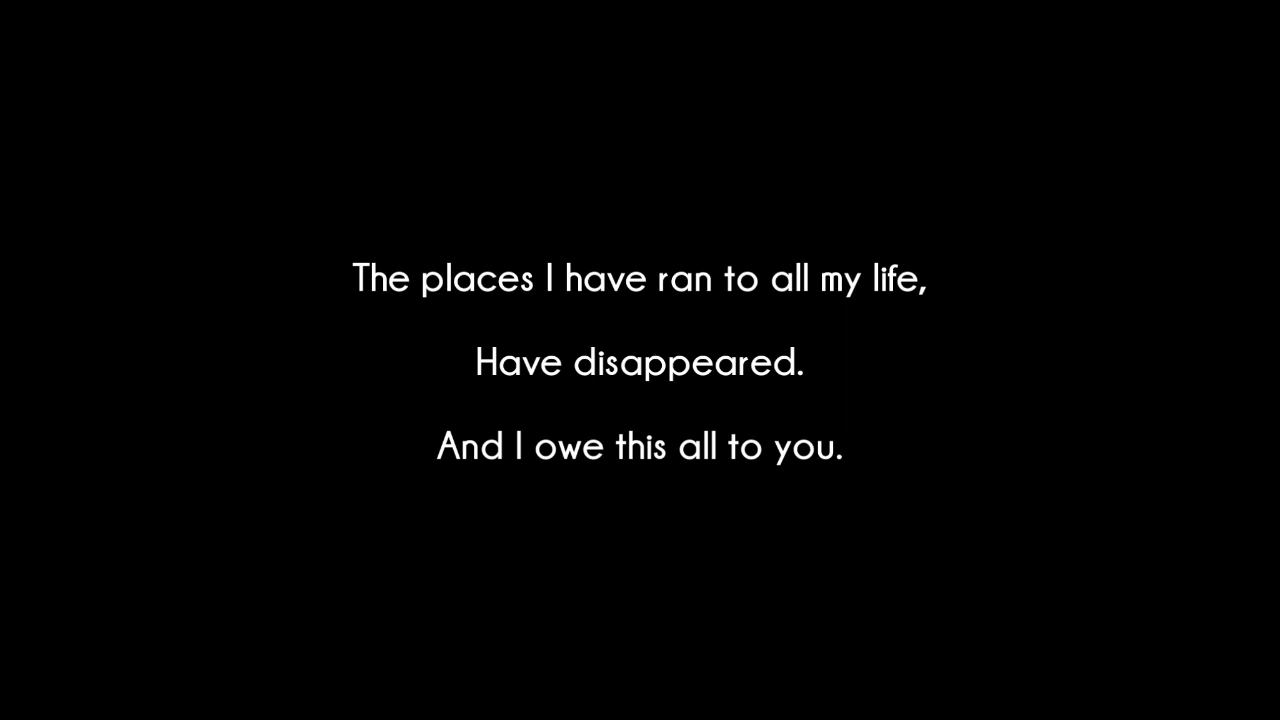 The places I have ran to all my life,
Have disappeared.
And I owe this all to you.